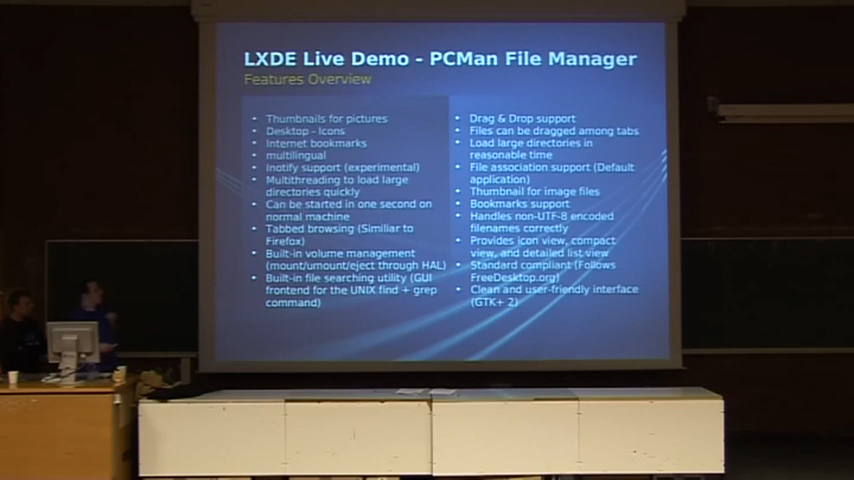 LXDE Live Demo - PCMan File Manager
Features Overview
• Thumbnails for pictures
• Desktop - Icons
• Internet bookmarks
• multilingual
• Inotify support (experimental)
• Multithreading to load large
directories quickly
• Can be started in one second on
normal machine
• Tabbed browsing (Similiar to
Firefox)
• Built-in volume management
(mount/umount/eject through HAL)
• Built-in file searching utility (GUI
frontend for the UNIX find + grep
command)
• Drag & Drop support
• Files can be dragged among tabs
• Load large directories in
reasonable time
• File association support (Default
application)
• Thumbnail for image files
• Bookmarks support
• Handles non-UTF-8 encoded
filenames correctly
• Provides icon view, compact
view, and detailed list view
• Standard compliant (Follows
FreeDesktop.org)
• Clean and user-friendly interface
(GTK+ 2)